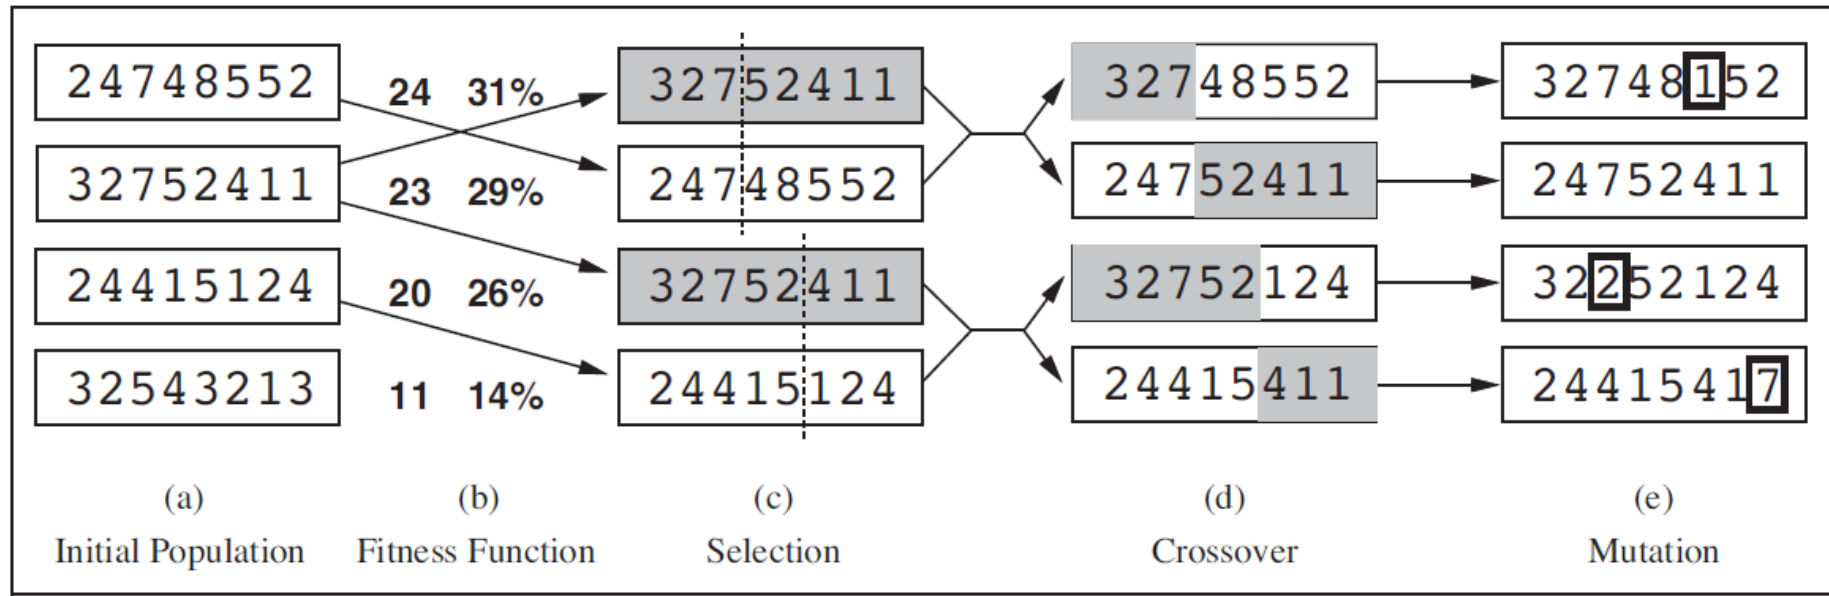 24748552 24 31% 32752411 32748552 32748152
32752411 23 29% 24748552 24752411 24752411
24415124 20 26% 32752411 32752124 32252124
32543213 11 14% 24415124 24415411 24415417
(a) (b) (c) (d) (e)
Initial Population Fitness Function Selection Crossover Mutation